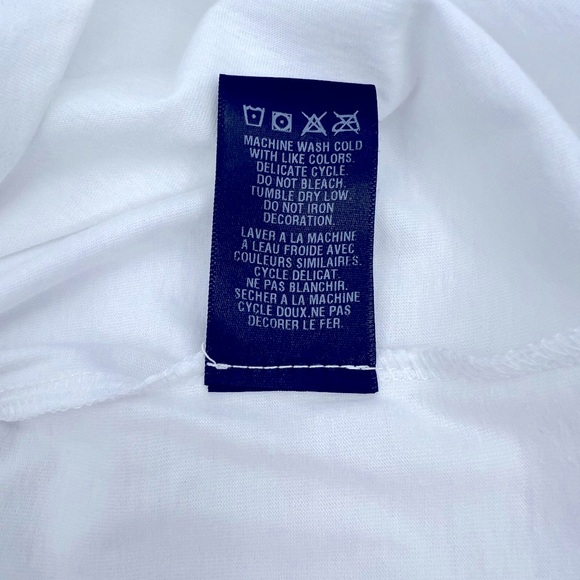 MACHINE WASH COLD
WITH LIKE COLORS.
DELICATE CYCLE.
DO NOT BLEACH.
TUMBLE DRY LOW.
DO NOT IRON
DECORATION.
LAVER A LA MACHINE
A LEAU FROIDE AVEC
COULEURS SIMILAIRES.
CYCLE DELICAT.
NE PAS BLANCHIR.
SECHER A LA MACHINE
CYCLE DOUX.NE PAS
DECORER LE FER.